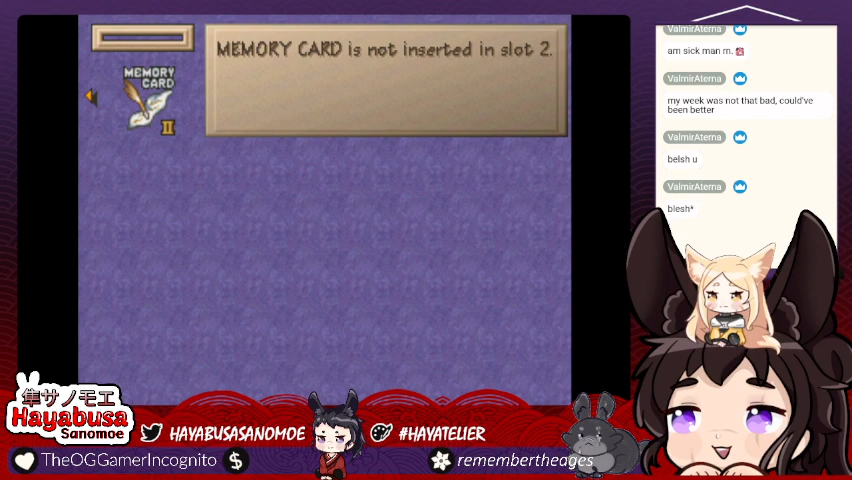 MEMORY CARD is not inserted in slot 2.
MEMORY
CARD
II
ValmirAterna
am sick man rn.
ValmirAterna
my week was not that bad, could've
been better
ValmirAterna
belsh u
ValmirAterna
blesh*
隼サノモエ
Hayabusa
Sanomoe
HAYABUSASANOMOE
#HAYATELIER
TheOGGamerIncognito
$
remembertheages